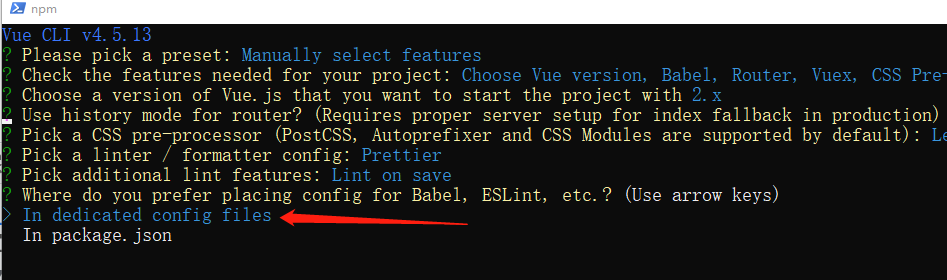 npm
Vue CLI v4.5.13
? Please pick a preset: Manually select features
? Check the features needed for your project: Choose Vue version, Babel, Router, Vuex, CSS Pre-
? Choose a version of Vue.js that you want to start the project with 2.x
? Use history mode for router? (Requires proper server setup for index fallback in production)
? Pick a CSS pre-processor (PostCSS, Autoprefixer and CSS Modules are supported by default): Le
? Pick a linter / formatter config: Prettier
? Pick additional lint features: Lint on save
? Where do you prefer placing config for Babel, ESLint, etc.? (Use arrow keys)
> In dedicated config files
In package.json